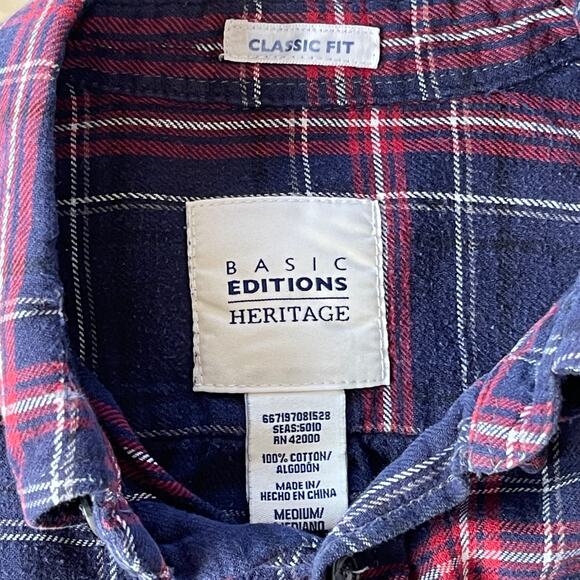 CLASSIC FIT
BASIC
EDITIONS
HERITAGE
667197081528
SEAS:5010
RN 42000
100% COTTON/
ALGODÓN
MADE IN/
HECHO EN CHINA
MEDIUM/
MEDIANO